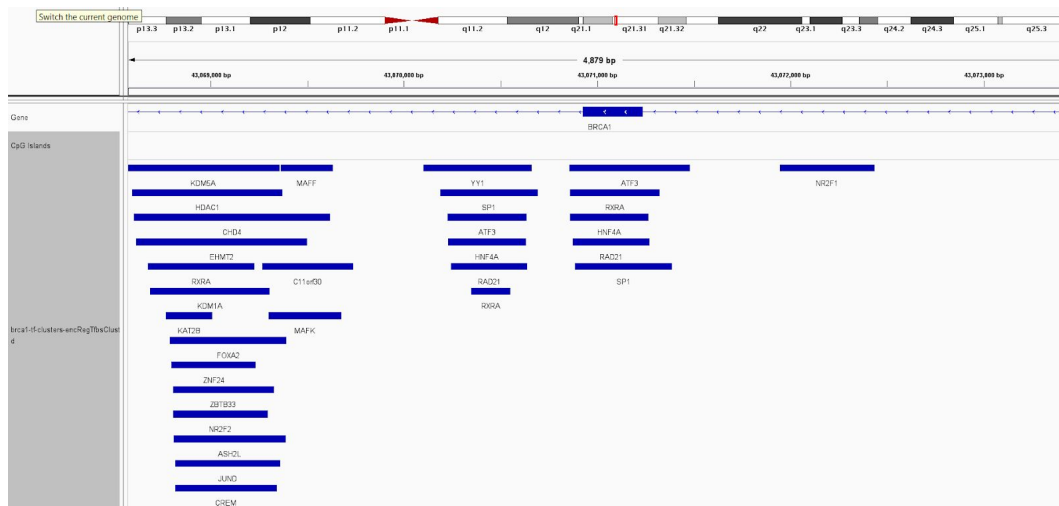 Switch the current genome
p13.3 p13.2 p13.1 p12 p11.2 p11.1 q11.2 q12 q21.1 q21.31 q21.32 q22 q23.1 q23.3 q24.2 q24.3 q25.1 q25.3
4,879 bp
43,069,000 bp 43,070,000 bp 43,071,000 bp 43,072,000 bp 43,073,000 bp
Gene
BRCA1
CpG Islands
KDM5A MAFF YY1 ATF3 NR2F1
HDAC1 SP1 RXRA
CHD4 ATF3 HNF4A
EHMT2 HNF4A RAD21
RXRA C11orf30 RAD21 SP1
KDM1A RXRA
brca1-tf-clusters-encRegTfbsClust
d
KAT2B MAFK
FOXA2
ZNF24
ZBTB33
NR2F2
ASH2L
JUND
CREM